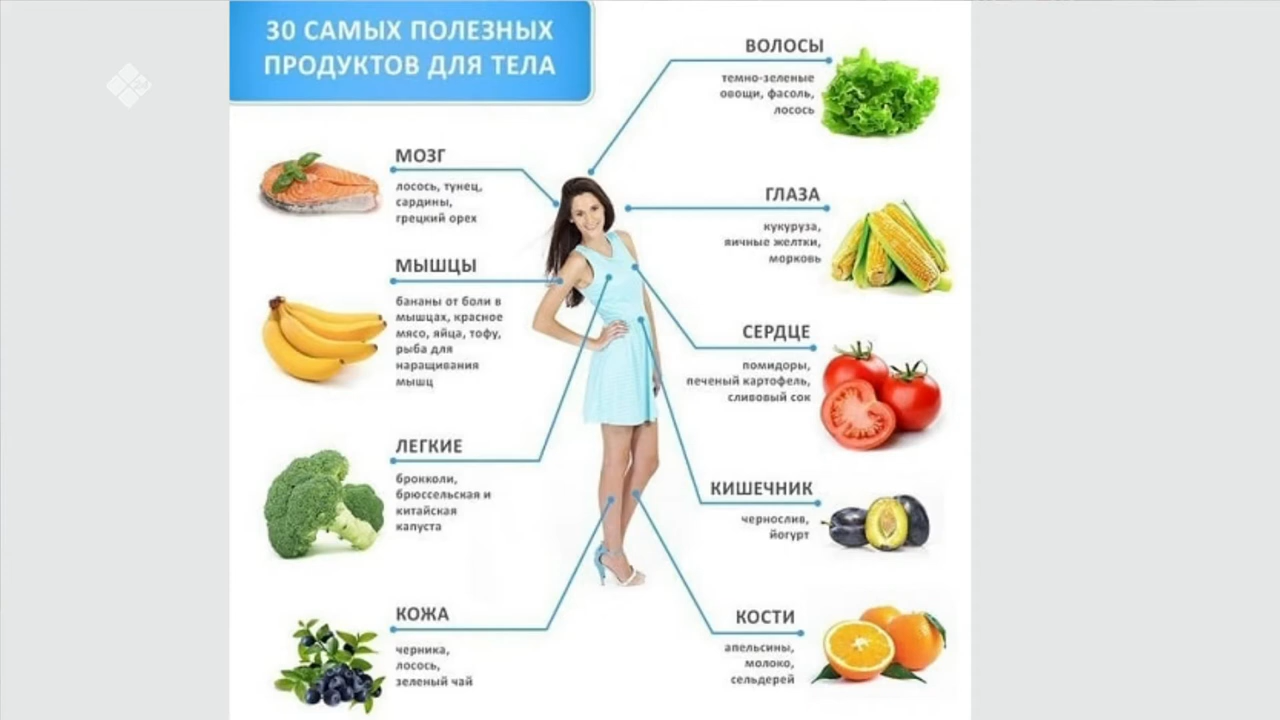 30 САМЫХ ПОЛЕЗНЫХ
ПРОДУКТОВ ДЛЯ ТЕЛА
МОЗГ
лосось, тунец,
сардины,
грецкий орех
МЫШЦЫ
бананы от боли в
мышцах, красное
мясо, яйца, тофу,
рыба для
наращивания
мышц
ЛЕГКИЕ
брокколи,
брюссельская и
китайская
капуста
КОЖА
черника,
лосось,
зеленый чай
ВОЛОСЫ
темно-зеленые
овощи, фасоль,
лосось
ГЛАЗА
кукуруза,
яичные желтки,
морковь
СЕРДЦЕ
помидоры,
печеный картофель,
сливовый сок
КИШЕЧНИК
чернослив,
йогурт
КОСТИ
апельсины,
молоко,
сельдерей